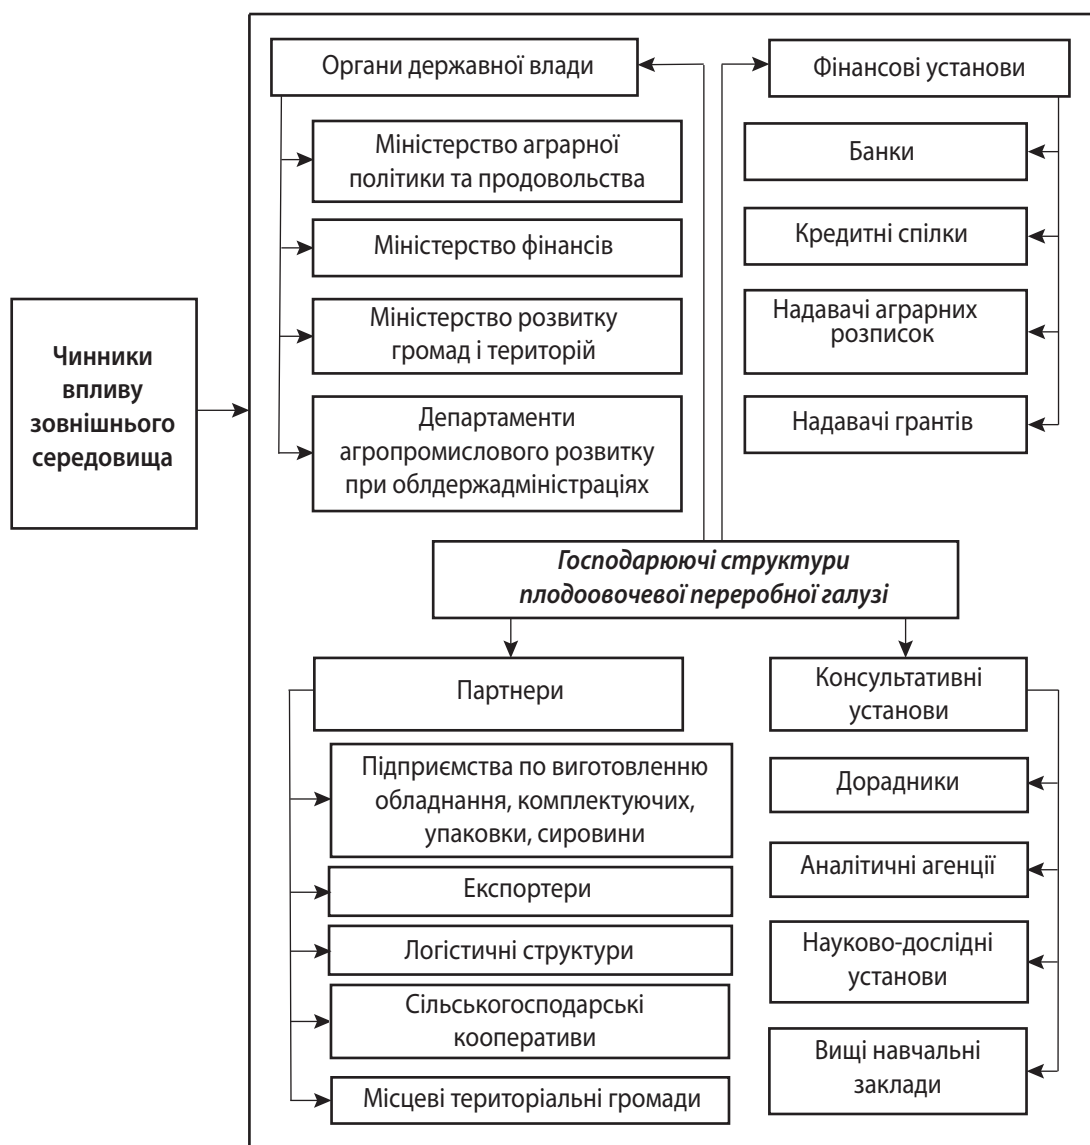 Чинники
впливу
зовнішнього
середовища
Органи державної влади
Міністерство аграрної
політики та продовольства
Міністерство фінансів
Міністерство розвитку
громад і територій
Департаменти
агропромислового розвитку
при облдержадміністраціях
Фінансові установи
Банки
Кредитні спілки
Надавачі аграрних
розписок
Надавачі грантів
Господарюючі структури
плодоовочевої переробної галузі
Партнери
Підприємства по виготовленню
обладнання, комплектуючих,
упаковки, сировини
Експортери
Логістичні структури
Сільськогосподарські
кооперативи
Місцеві територіальні громади
Консультативні
установи
Дорадники
Аналітичні агенції
Науково-дослідні
установи
Вищі навчальні
заклади